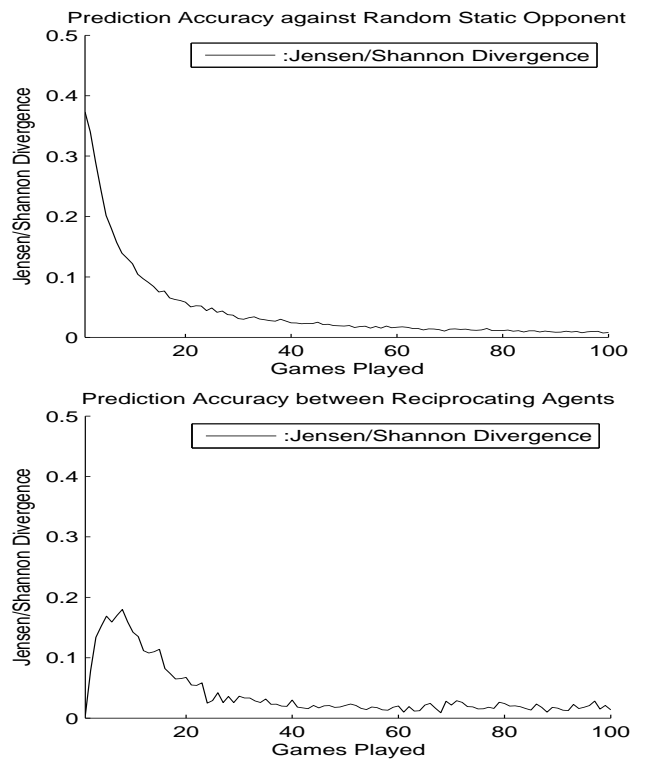 Prediction Accuracy against Random Static Opponent
0.5
:Jensen/Shannon Divergence
0.4
Jensen/Shannon Divergence
0.3
0.2
0.1
0
20 40 60 80 100
Games Played
Prediction Accuracy between Reciprocating Agents
0.5
:Jensen/Shannon Divergence
0.4
Jensen/Shannon Divergence
0.3
0.2
0.1
0
20 40 60 80 100
Games Played